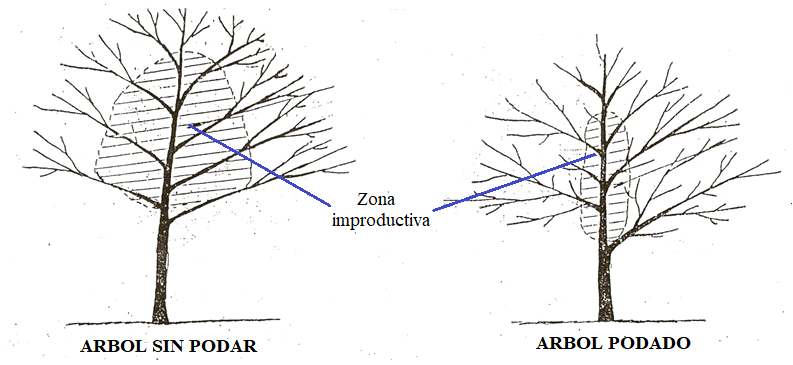 Zona
improductiva
ARBOL SIN PODAR
ARBOL PODADO